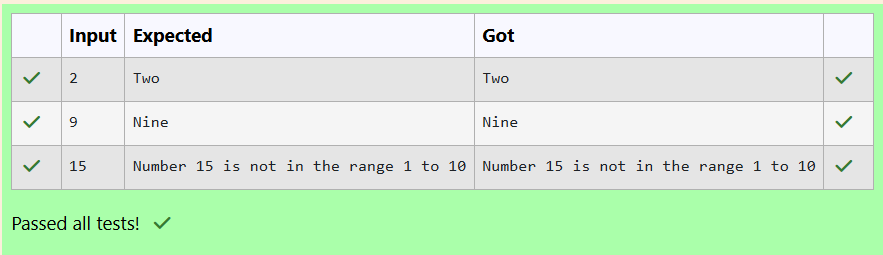 Input Expected Got
2 Two Two
9 Nine Nine
15 Number 15 is not in the range 1 to 10 Number 15 is not in the range 1 to 10
Passed all tests!